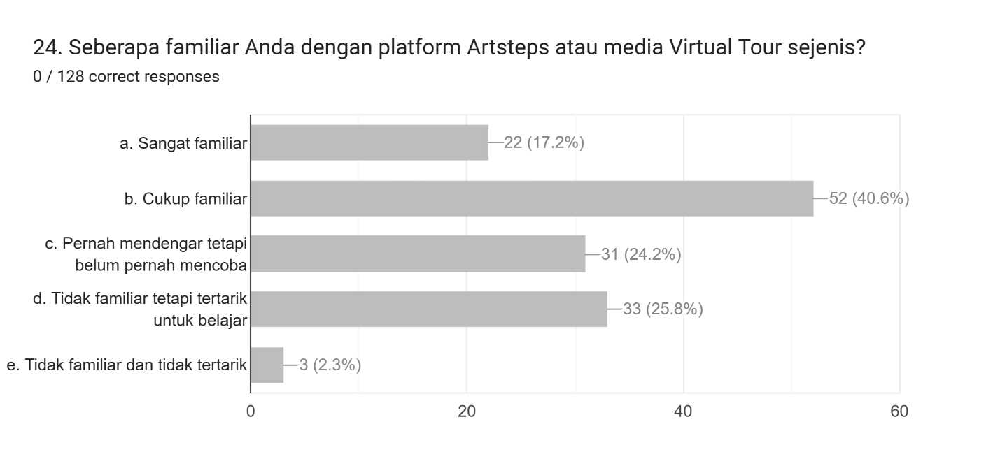 24. Seberapa familiar Anda dengan platform Artsteps atau media Virtual Tour sejenis?
0 / 128 correct responses
a. Sangat familiar
22 (17.2%)
b. Cukup familiar
52 (40.6%)
c. Pernah mendengar tetapi
belum pernah mencoba
31 (24.2%)
d. Tidak familiar tetapi tertarik
untuk belajar
33 (25.8%)
e. Tidak familiar dan tidak tertarik
3 (2.3%)
0 20 40 60